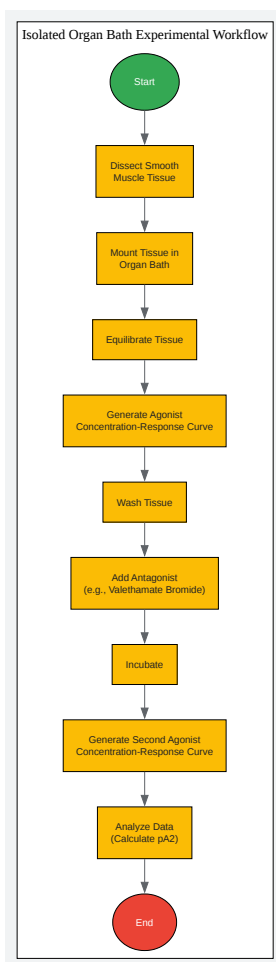 Isolated Organ Bath Experimental Workflow
Start
Dissect Smooth
Muscle Tissue
Mount Tissue in
Organ Bath
Equilibrate Tissue
Generate Agonist
Concentration-Response Curve
Wash Tissue
Add Antagonist
(e.g., Valethamate Bromide)
Incubate
Generate Second Agonist
Concentration-Response Curve
Analyze Data
(Calculate pA2)
End